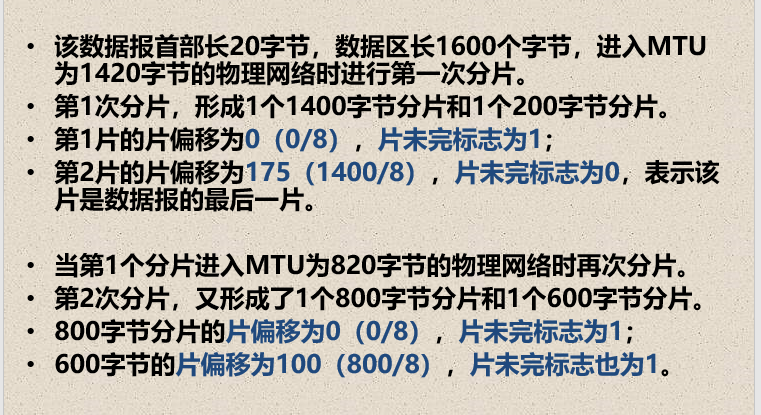 • 该数据报首部长20字节，数据区长1600个字节，进入MTU
为1420字节的物理网络时进行第一次分片。
• 第1次分片，形成1个1400字节分片和1个200字节分片。
• 第1片的片偏移为0（0/8），片未完标志为1；
• 第2片的片偏移为175（1400/8），片未完标志为0，表示该
片是数据报的最后一片。
• 当第1个分片进入MTU为820字节的物理网络时再次分片。
• 第2次分片，又形成了1个800字节分片和1个600字节分片。
• 800字节分片的片偏移为0（0/8），片未完标志为1；
• 600字节的片偏移为100（800/8），片未完标志也为1。